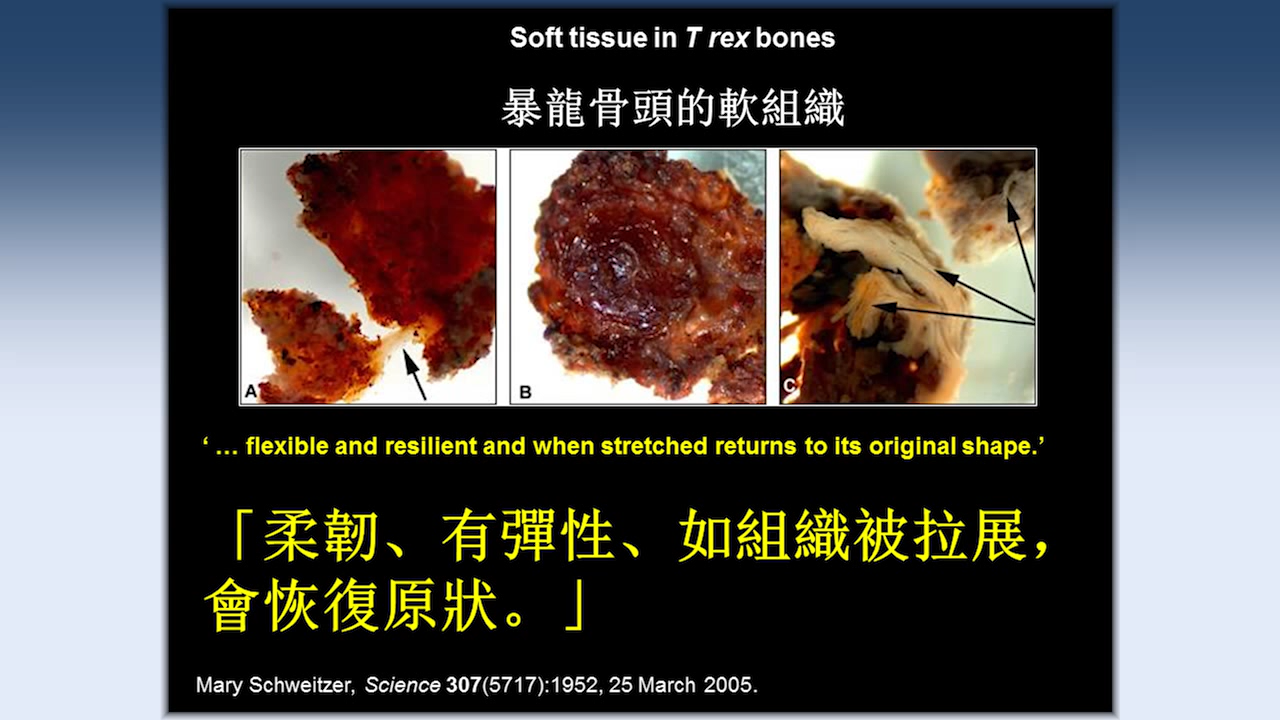 Soft tissue in T rex bones
暴龍骨頭的軟組織
A
B
C
‘ … flexible and resilient and when stretched returns to its original shape.’
「柔韌、有彈性、如組織被拉展，
會恢復原狀。」
Mary Schweitzer, Science 307(5717):1952, 25 March 2005.